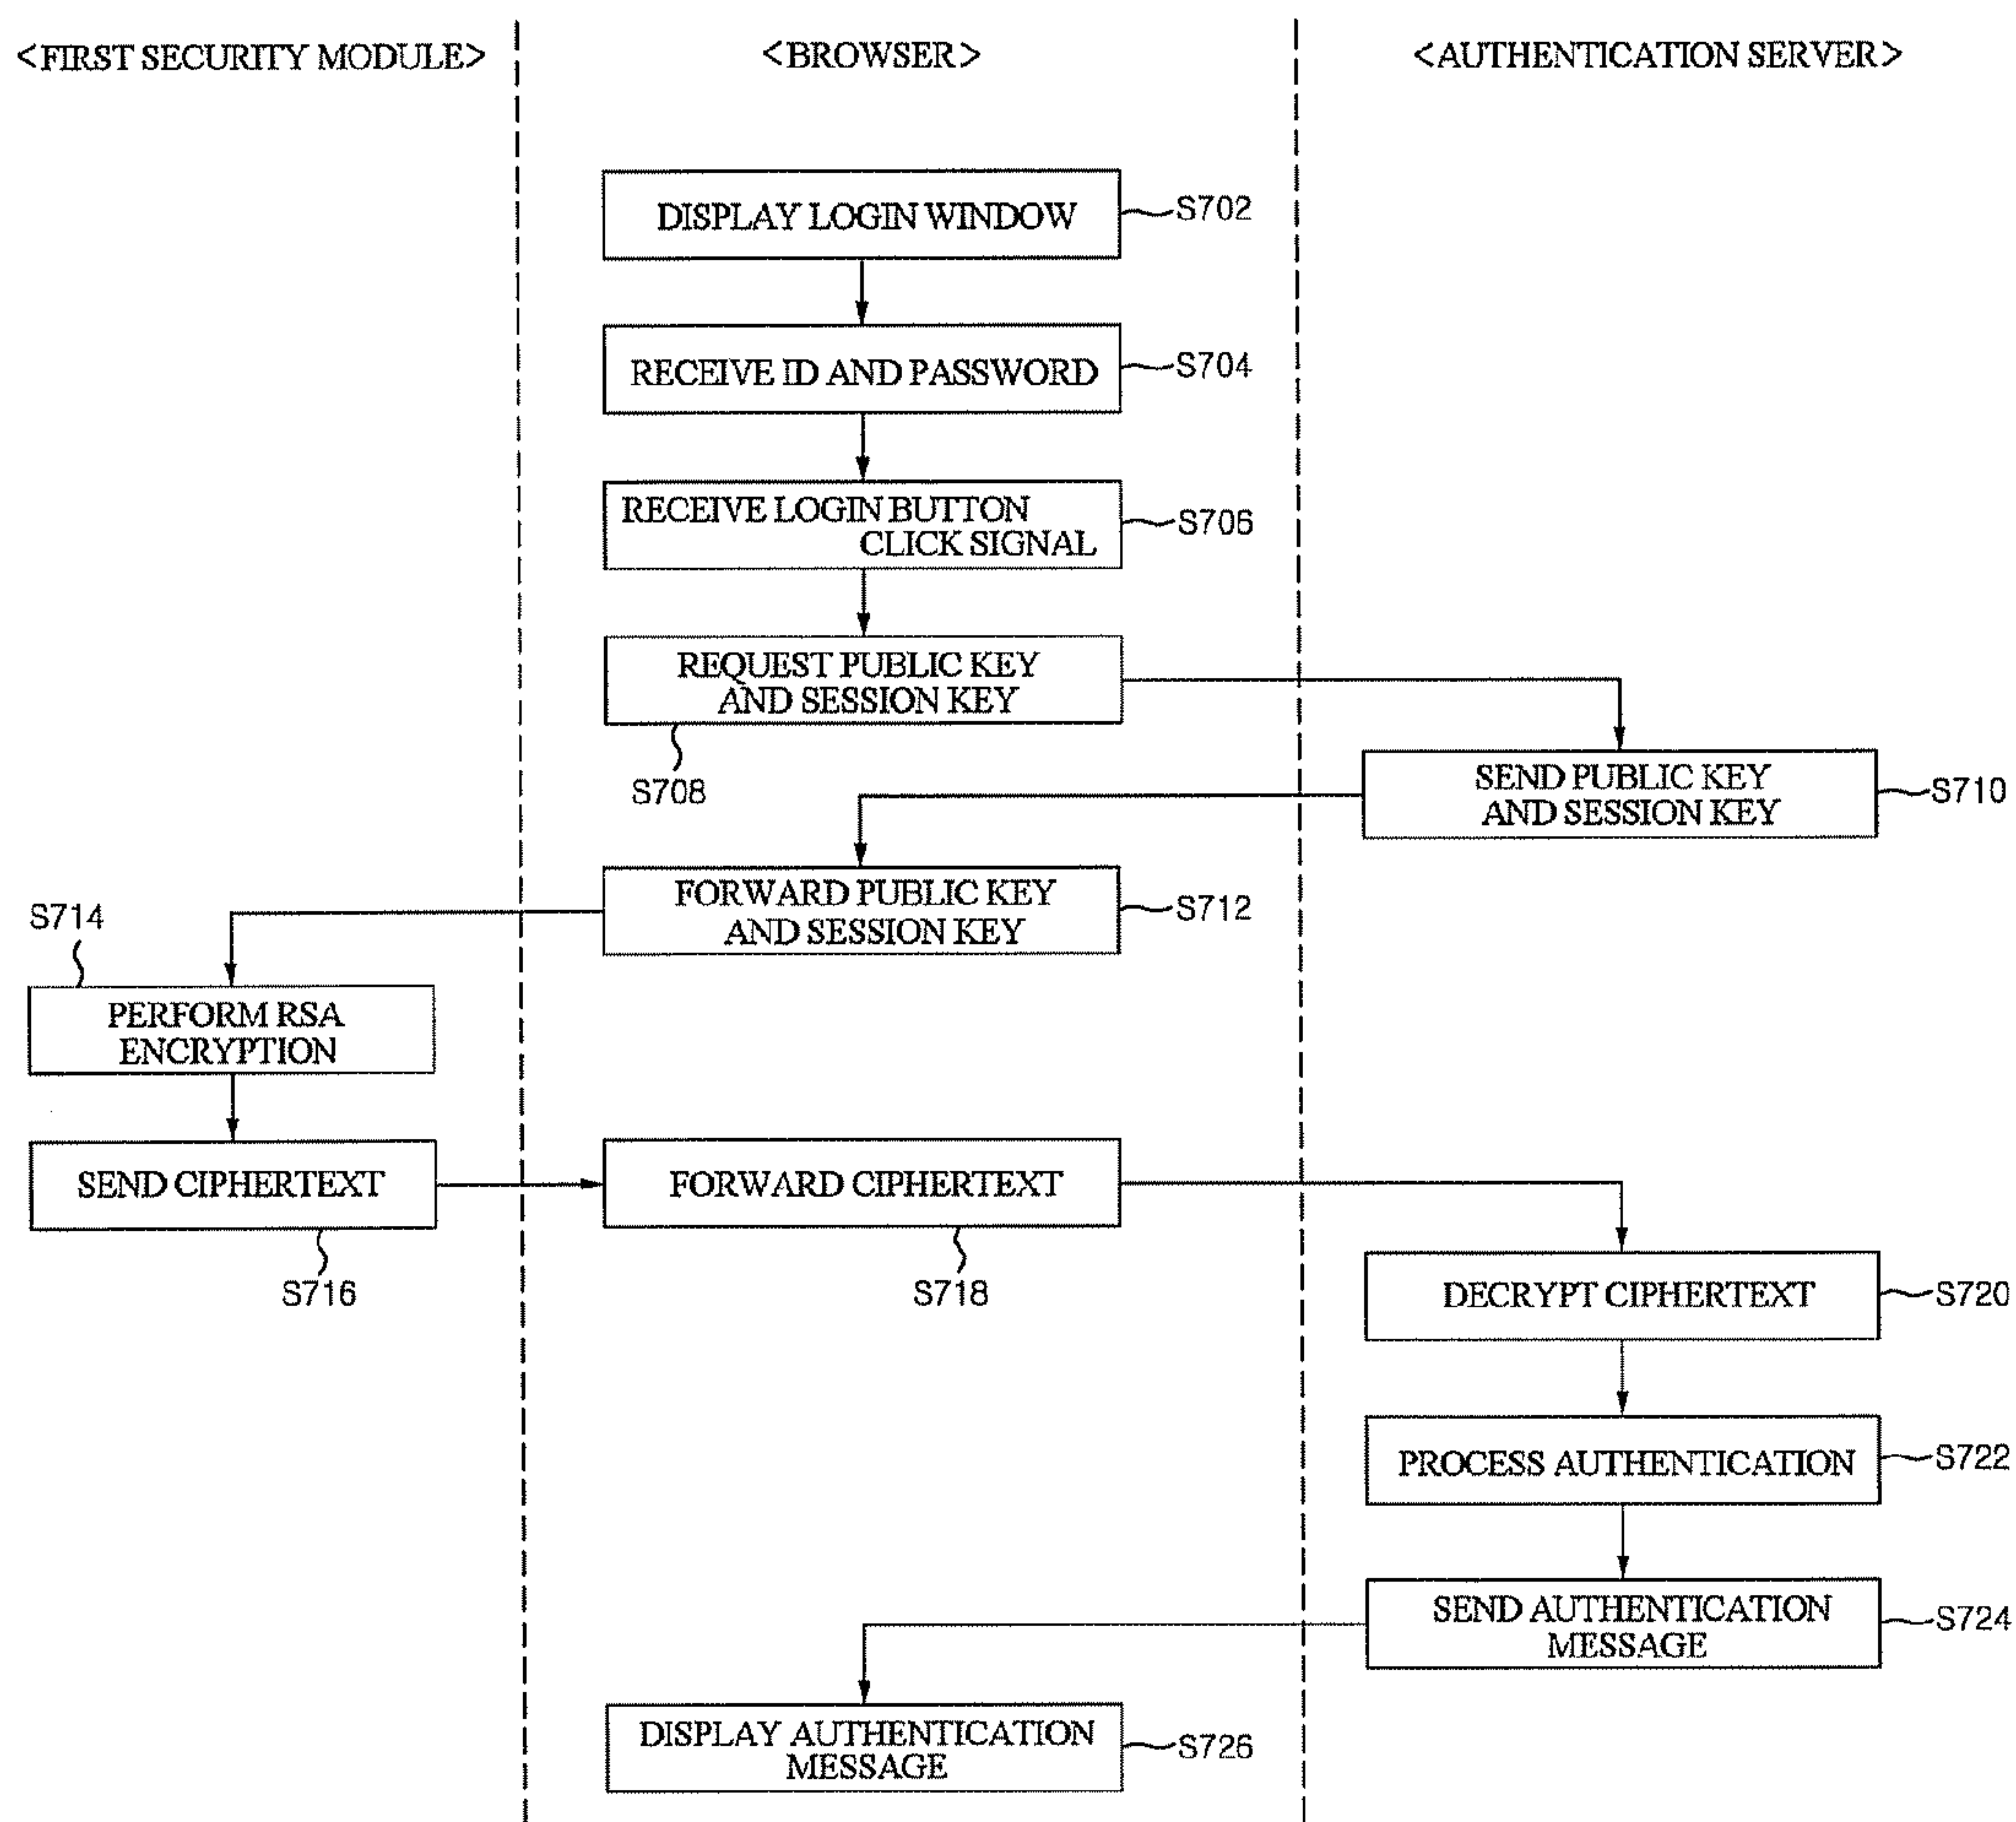 <FIRST SECURITY MODULE>
<BROWSER>
<AUTHENTICATION SERVER>
DISPLAY LOGIN WINDOW
S702
RECEIVE ID AND PASSWORD
S704
RECEIVE LOGIN BUTTON
CLICK SIGNAL
S706
REQUEST PUBLIC KEY
AND SESSION KEY
S708
SEND PUBLIC KEY
AND SESSION KEY
S710
FORWARD PUBLIC KEY
AND SESSION KEY
S712
S714
PERFORM RSA
ENCRYPTION
SEND CIPHERTEXT
S716
FORWARD CIPHERTEXT
S718
DECRYPT CIPHERTEXT
S720
PROCESS AUTHENTICATION
S722
SEND AUTHENTICATION
MESSAGE
S724
DISPLAY AUTHENTICATION
MESSAGE
S726